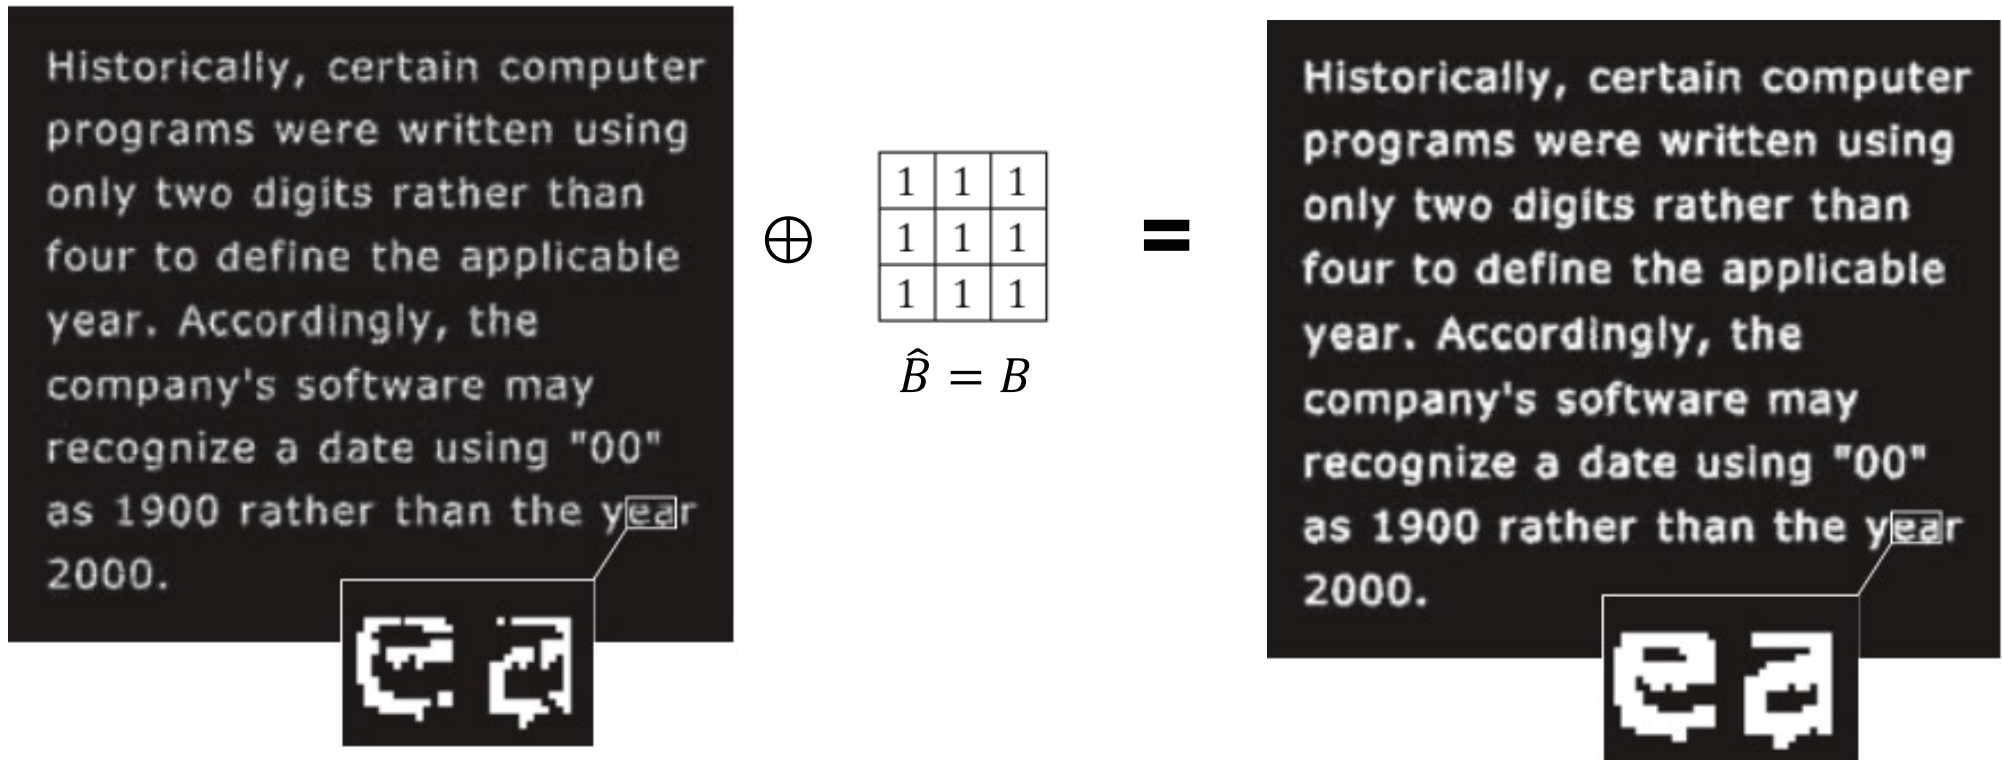 Historically, certain computer
programs were written using
only two digits rather than
four to define the applicable
year. Accordingly, the
company's software may
recognize a date using "00"
as 1900 rather than the year
2000.
e a
⊕
1 1 1
1 1 1
1 1 1
B̂ = B
=
Historically, certain computer
programs were written using
only two digits rather than
four to define the applicable
year. Accordingly, the
company's software may
recognize a date using "00"
as 1900 rather than the year
2000.
e a